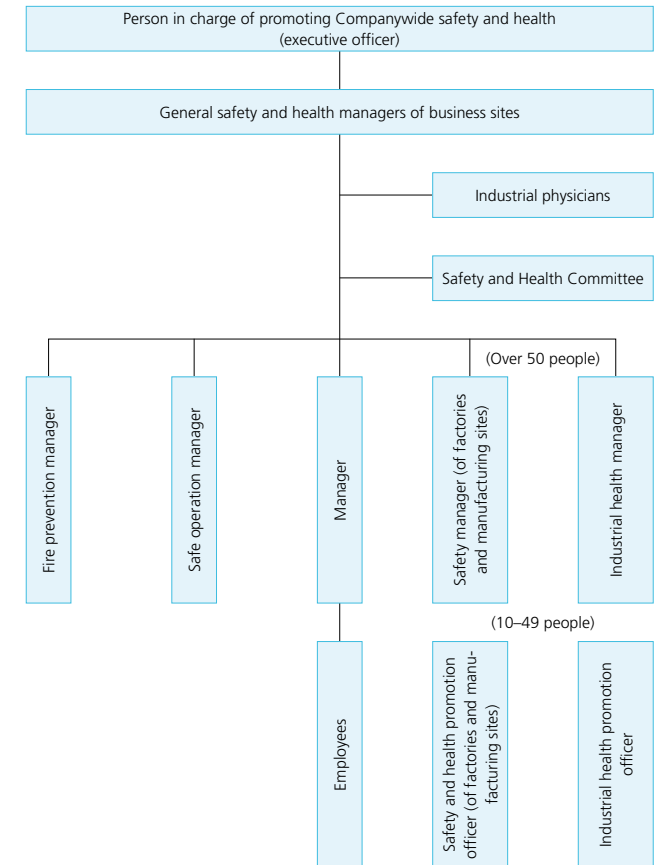 Person in charge of promoting Companywide safety and health
(executive officer)
General safety and health managers of business sites
Industrial physicians
Safety and Health Committee
(Over 50 people)
Fire prevention manager
Safe operation manager
Manager
Safety manager (of factories
and manufacturing sites)
Industrial health manager
(10–49 people)
Employees
Safety and health promotion
officer (of factories and manu-
facturing sites)
Industrial health promotion
officer